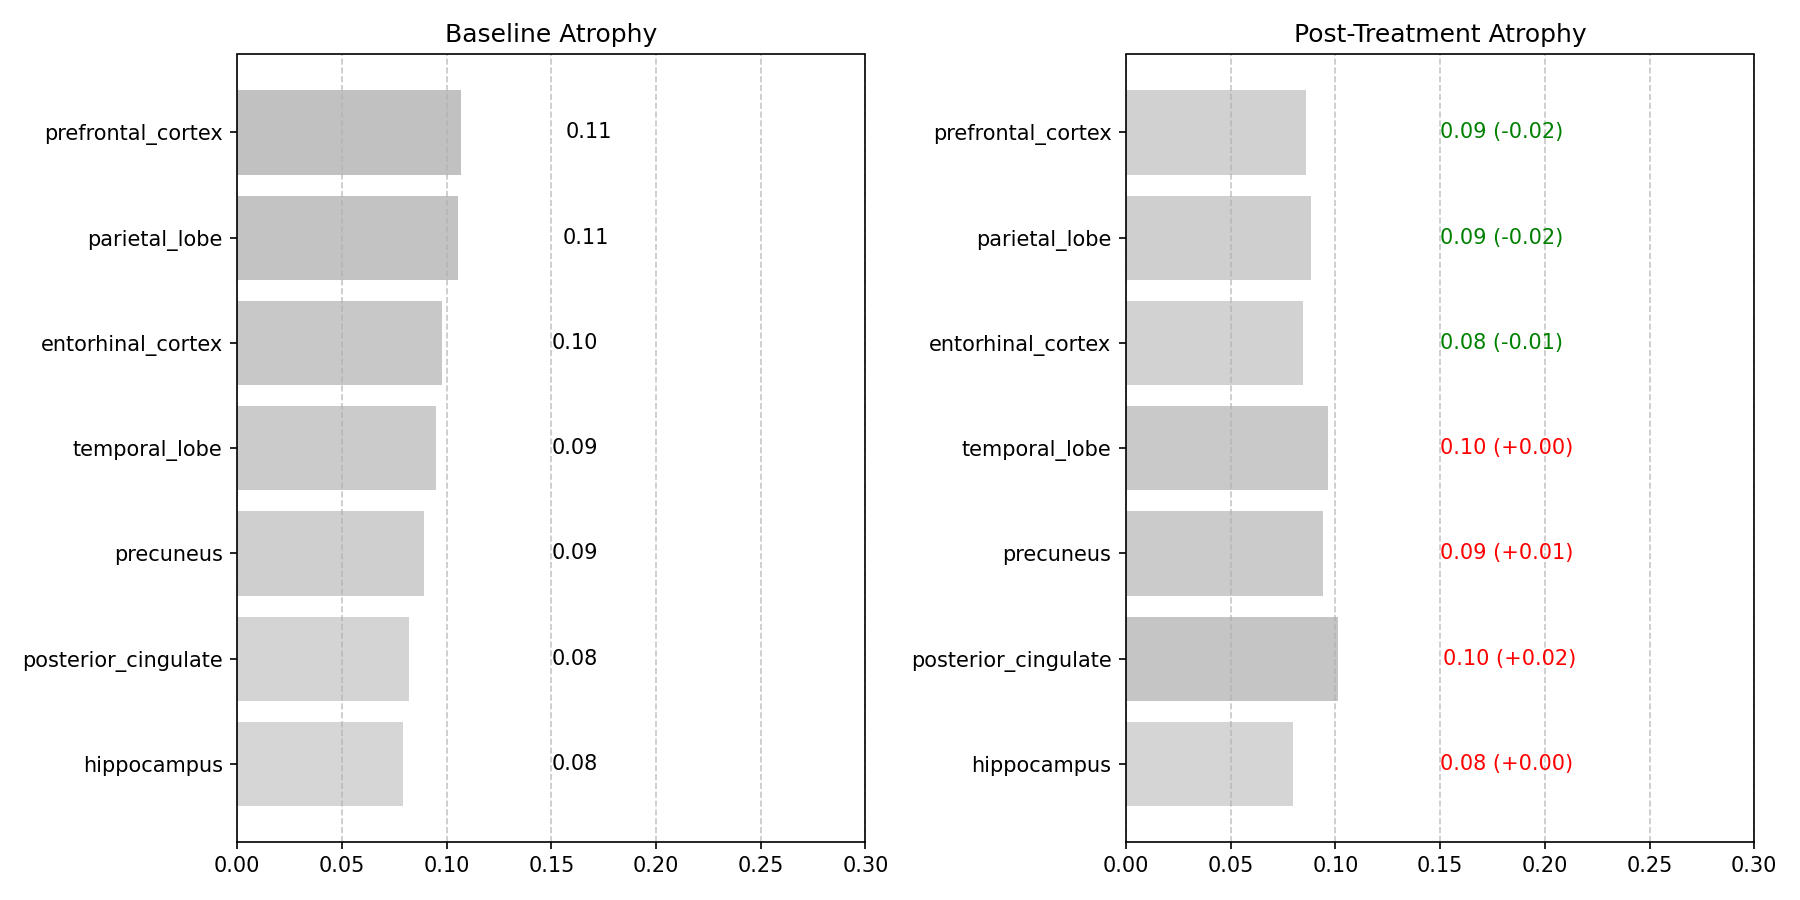 Baseline Atrophy
prefrontal_cortex 0.11
parietal_lobe 0.11
entorhinal_cortex 0.10
temporal_lobe 0.09
precuneus 0.09
posterior_cingulate 0.08
hippocampus 0.08
0.00 0.05 0.10 0.15 0.20 0.25 0.30
Post-Treatment Atrophy
prefrontal_cortex 0.09 (-0.02)
parietal_lobe 0.09 (-0.02)
entorhinal_cortex 0.08 (-0.01)
temporal_lobe 0.10 (+0.00)
precuneus 0.09 (+0.01)
posterior_cingulate 0.10 (+0.02)
hippocampus 0.08 (+0.00)
0.00 0.05 0.10 0.15 0.20 0.25 0.30